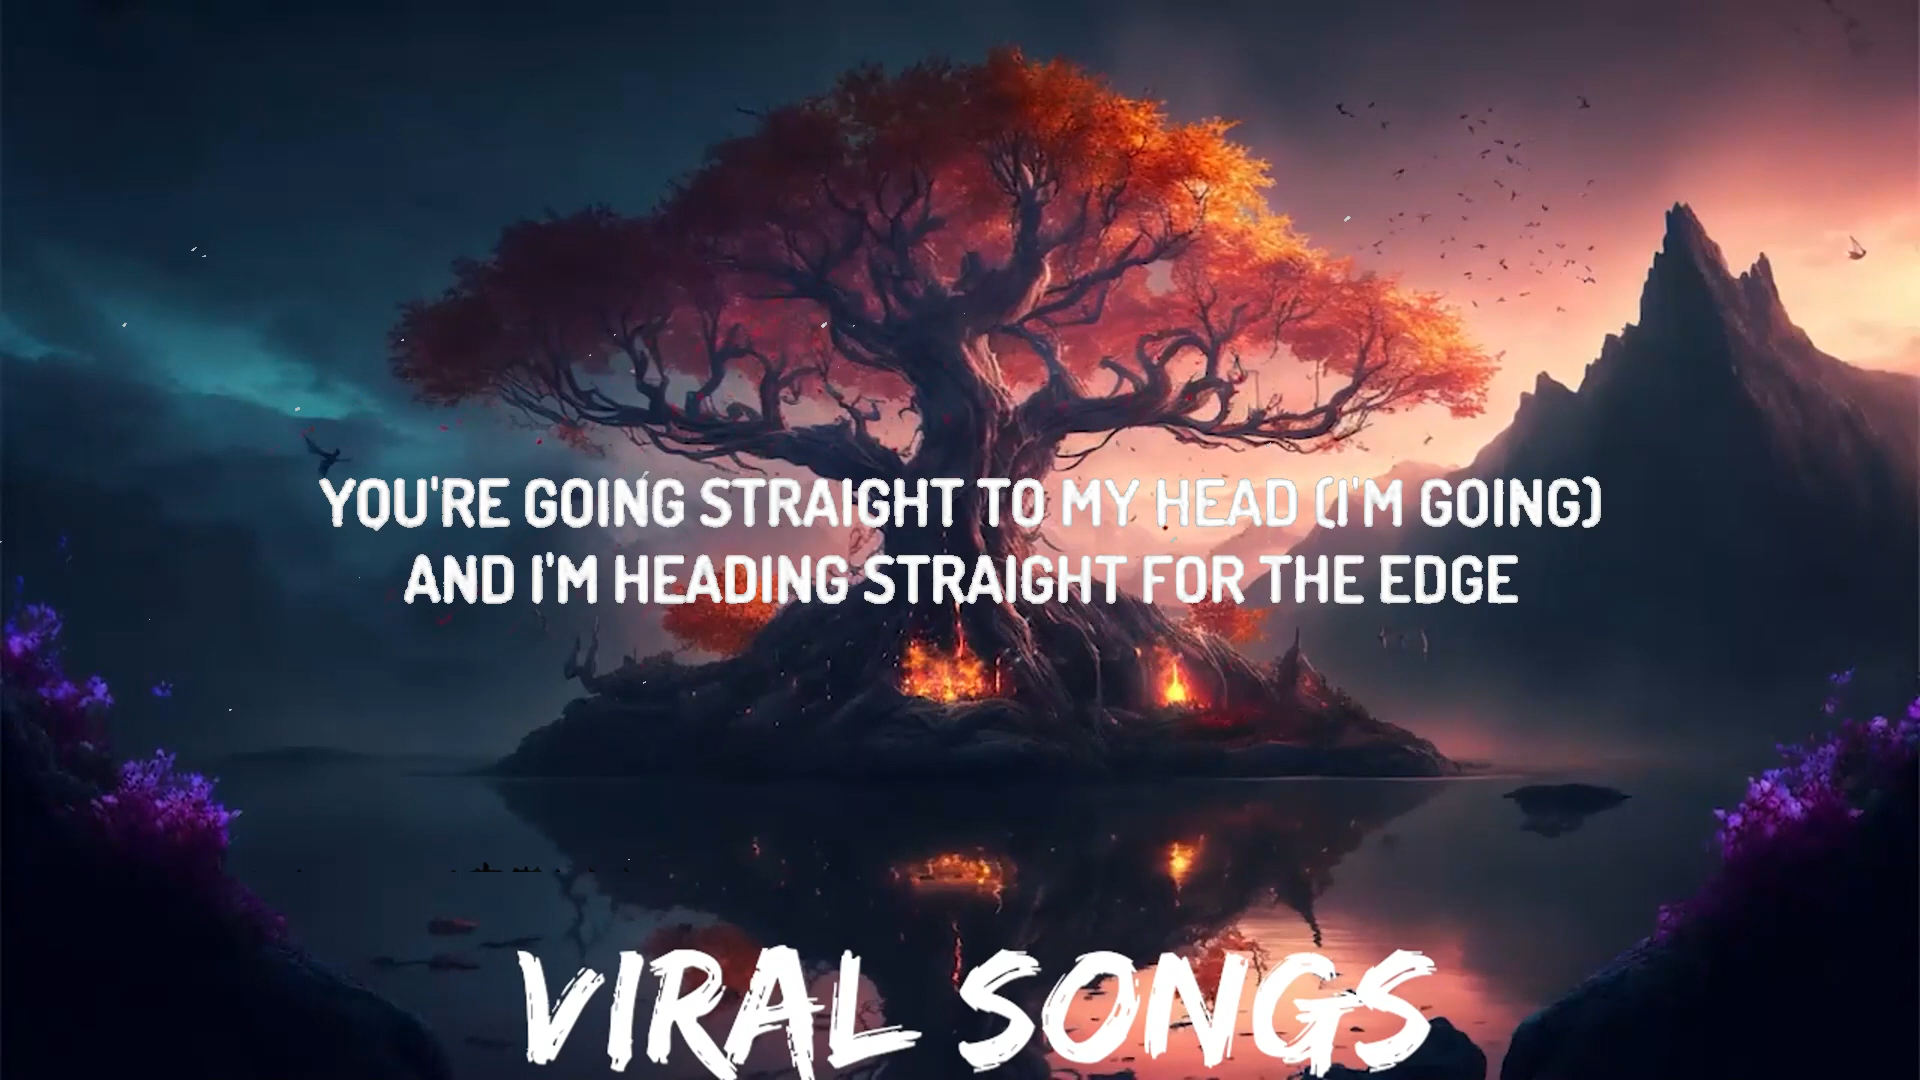 YOU'RE GOING STRAIGHT TO MY HEAD (I'M GOING)
AND I'M HEADING STRAIGHT FOR THE EDGE
VIRAL SONGS